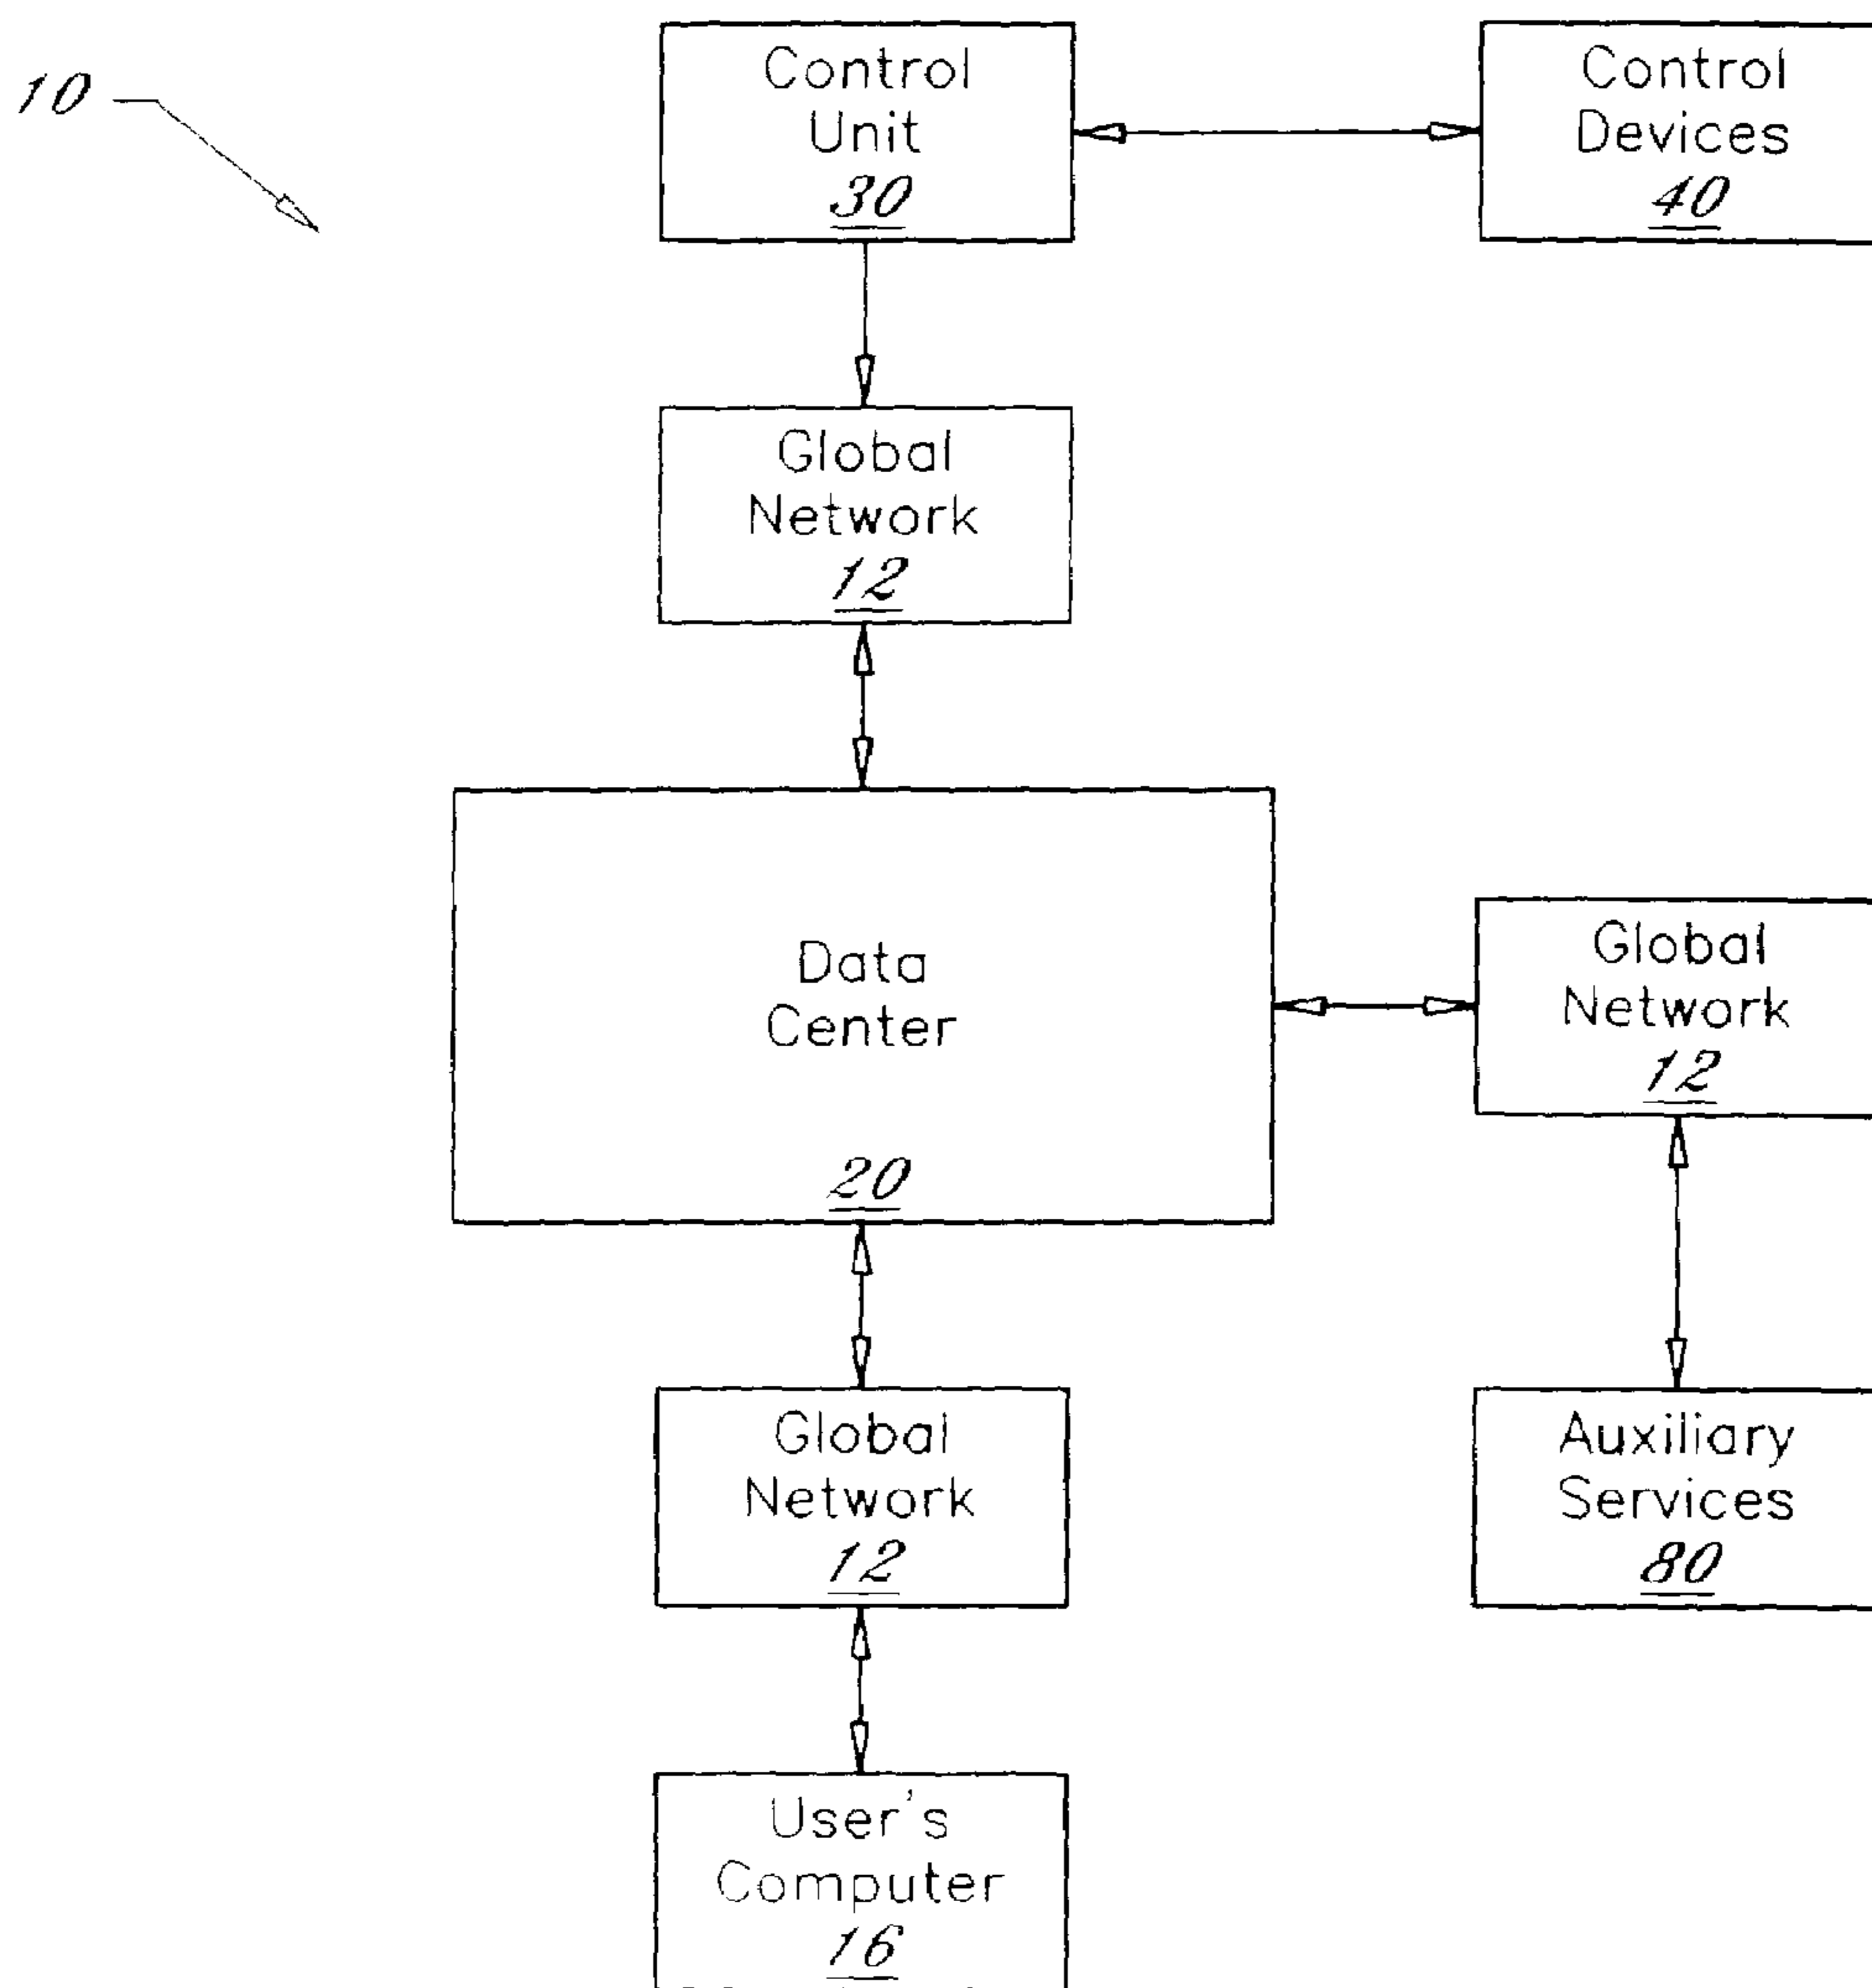 10
Control
Unit
30
Control
Devices
40
Global
Network
12
Data
Center
20
Global
Network
12
Global
Network
12
Auxiliary
Services
80
User's
Computer
16